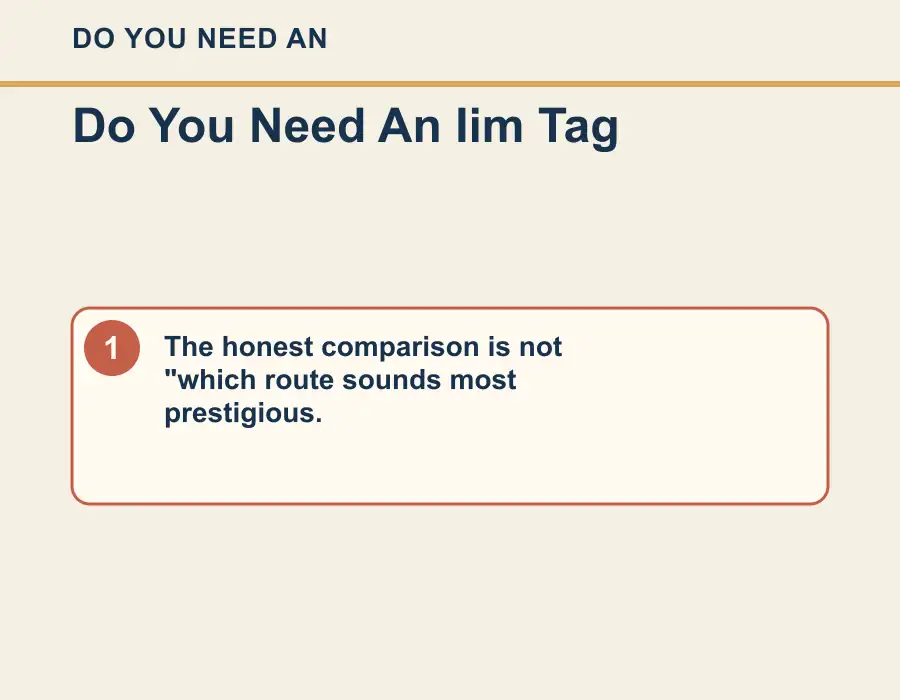 DO YOU NEED AN
Do You Need An Iim Tag
1
The honest comparison is not
"which route sounds most
prestigious.